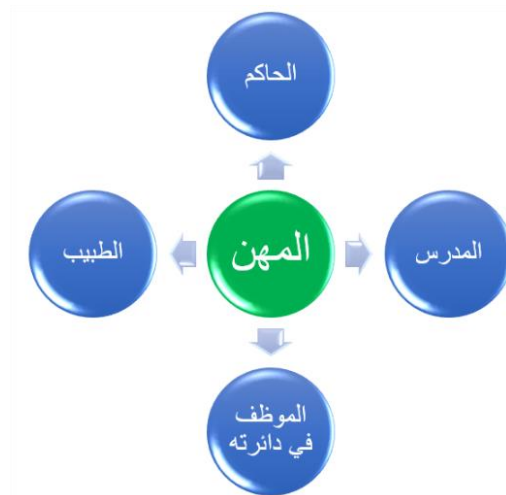 الحاكم
المدرس
المهن
الطبيب
الموظف
في دائرته